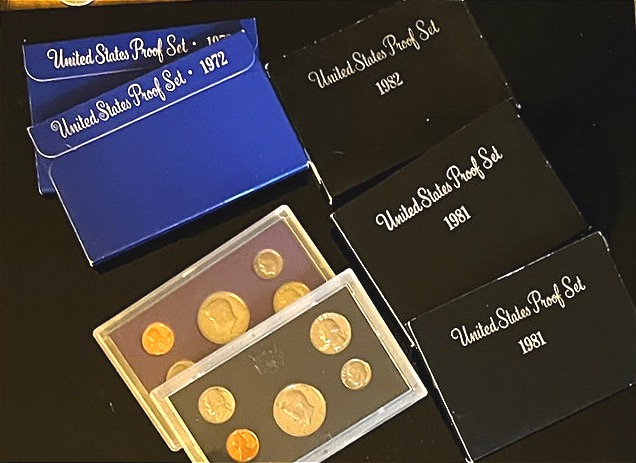 United States Proof Set •
United States Proof Set • 1972
United States Proof Set
1982
United States Proof Set
1981
United States Proof Set
1981